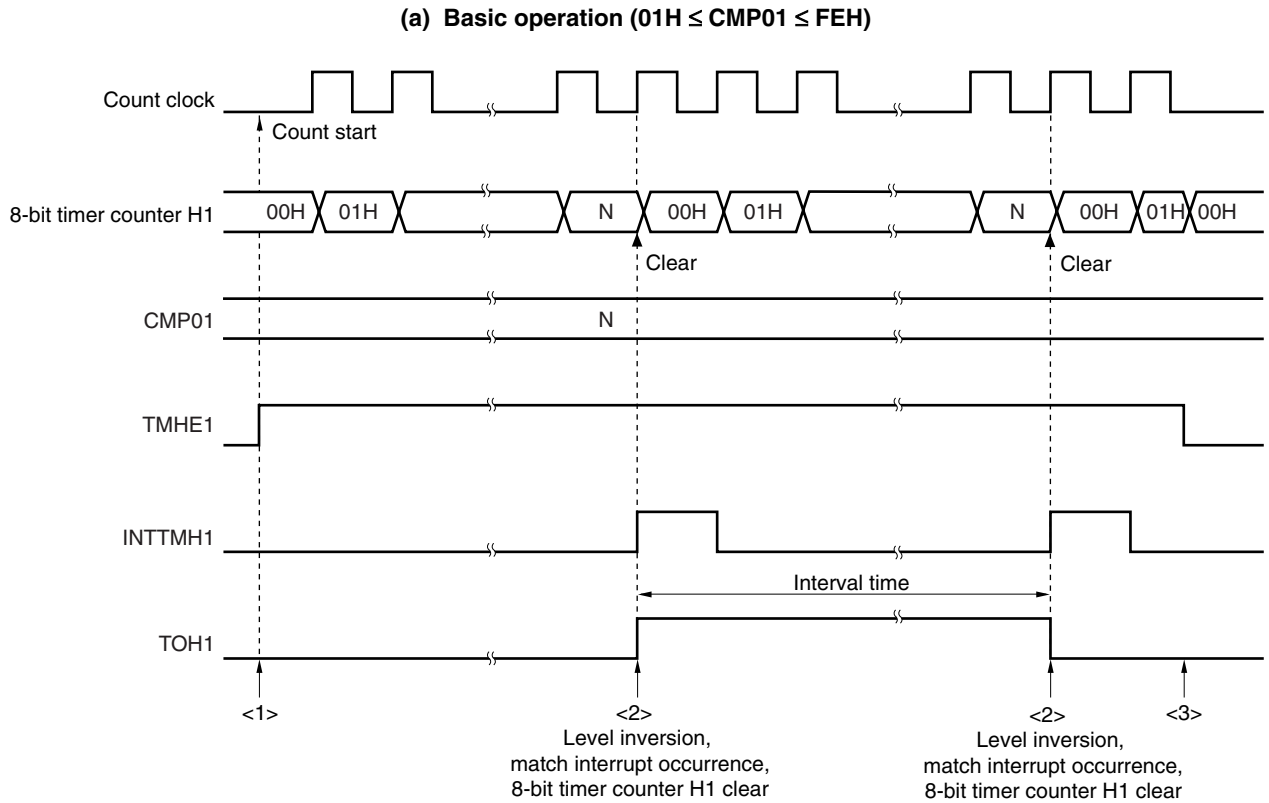 (a) Basic operation (01H ≤ CMP01 ≤ FEH)
Count clock
Count start
8-bit timer counter H1
00H 01H N 00H 01H N 00H 01H 00H
Clear Clear
CMP01 N
TMHE1
INTTMH1
Interval time
TOH1
<1> <2> <2> <3>
Level inversion,
match interrupt occurrence,
8-bit timer counter H1 clear
Level inversion,
match interrupt occurrence,
8-bit timer counter H1 clear